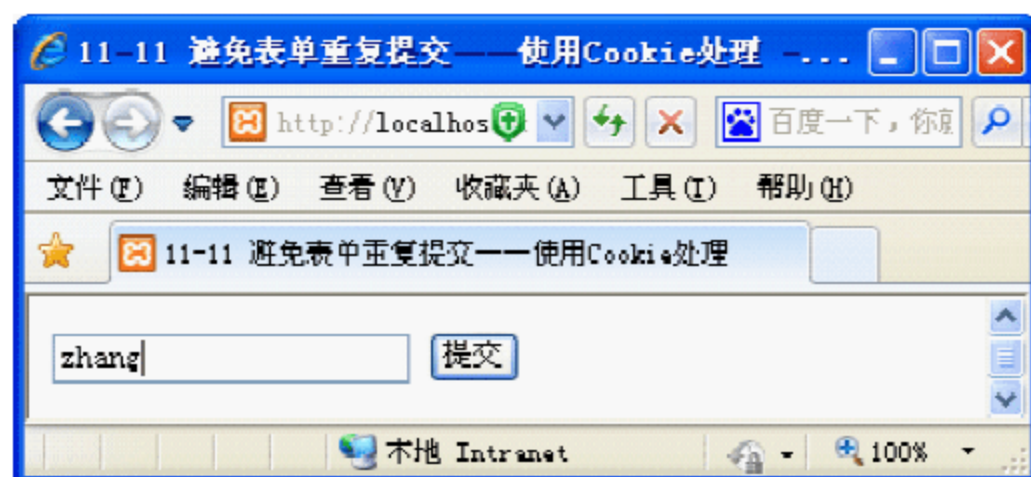 11-11 避免表单重复提交——使用Cookie处理 -...
http://localhos 百度一下，你
文件(F) 编辑(E) 查看(V) 收藏夹(A) 工具(T) 帮助(H)
11-11 避免表单重复提交——使用Cookie处理
zhang 提交
本地 Intranet 100%